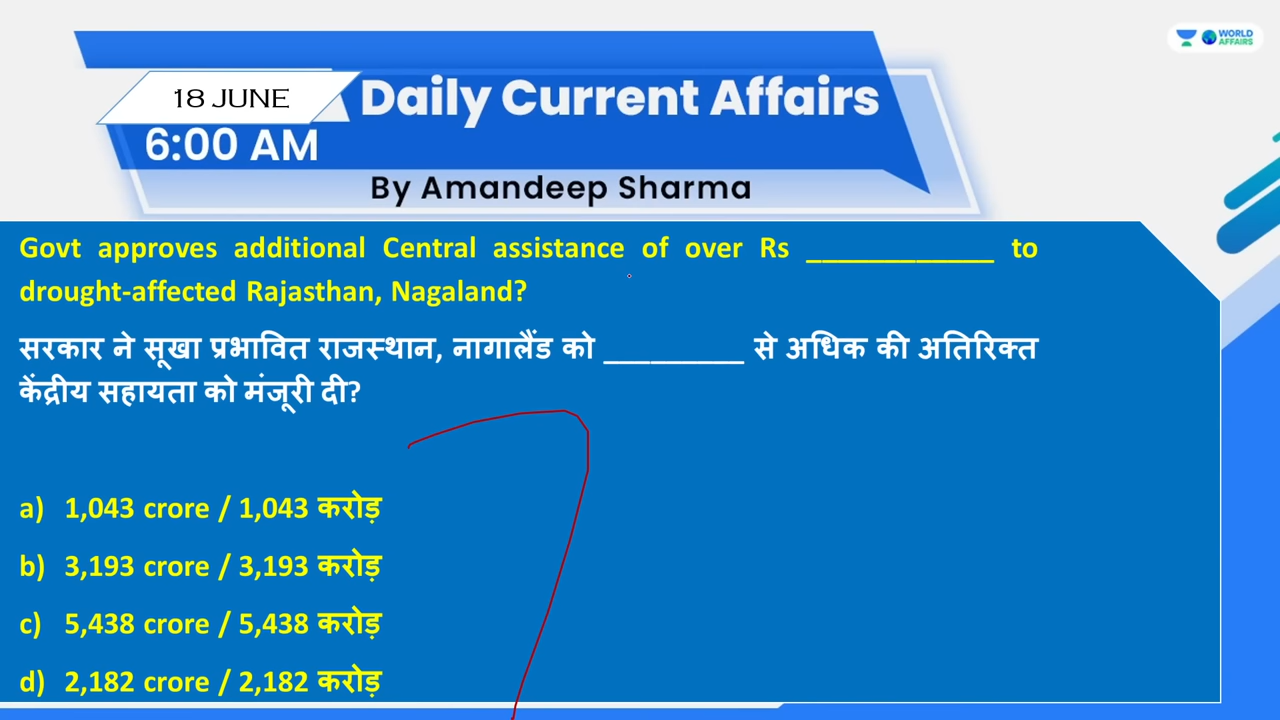 WORLD
AFFAIRS
18 JUNE
Daily Current Affairs
6:00 AM
By Amandeep Sharma
Govt approves additional Central assistance of over Rs _____________ to
drought-affected Rajasthan, Nagaland?
सरकार ने सूखा प्रभावित राजस्थान, नागालैंड को __________ से अधिक की अतिरिक्त
केंद्रीय सहायता को मंजूरी दी?
a) 1,043 crore / 1,043 करोड़
b) 3,193 crore / 3,193 करोड़
c) 5,438 crore / 5,438 करोड़
d) 2,182 crore / 2,182 करोड़